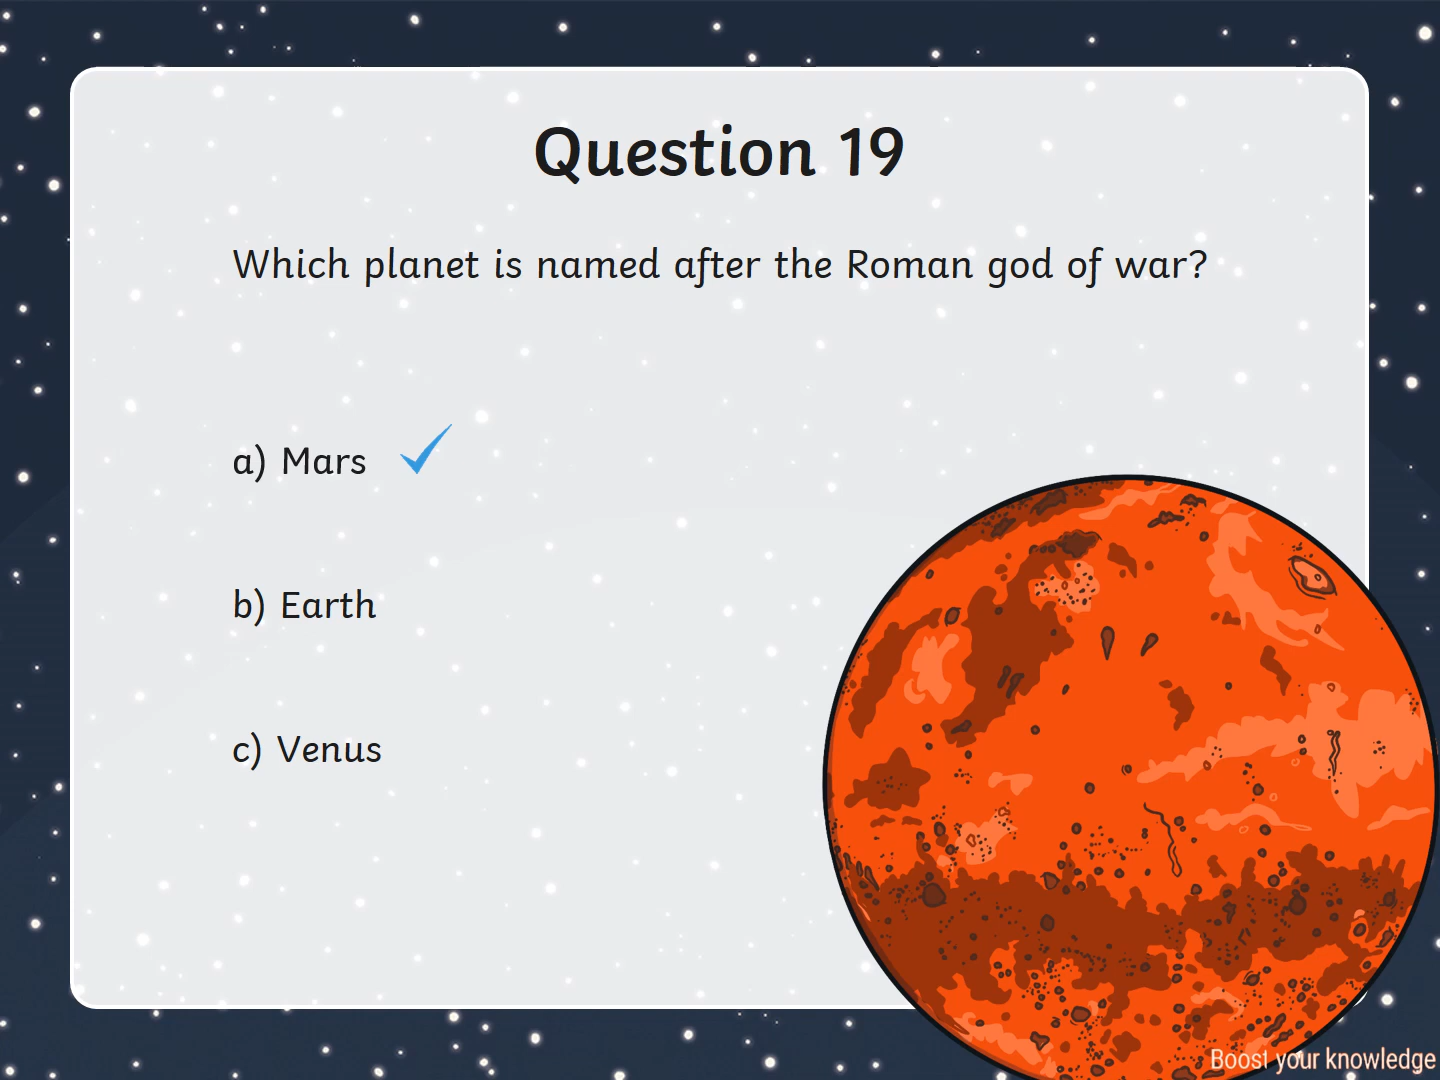 Question 19
Which planet is named after the Roman god of war?
a) Mars
b) Earth
c) Venus
Boost your knowledge